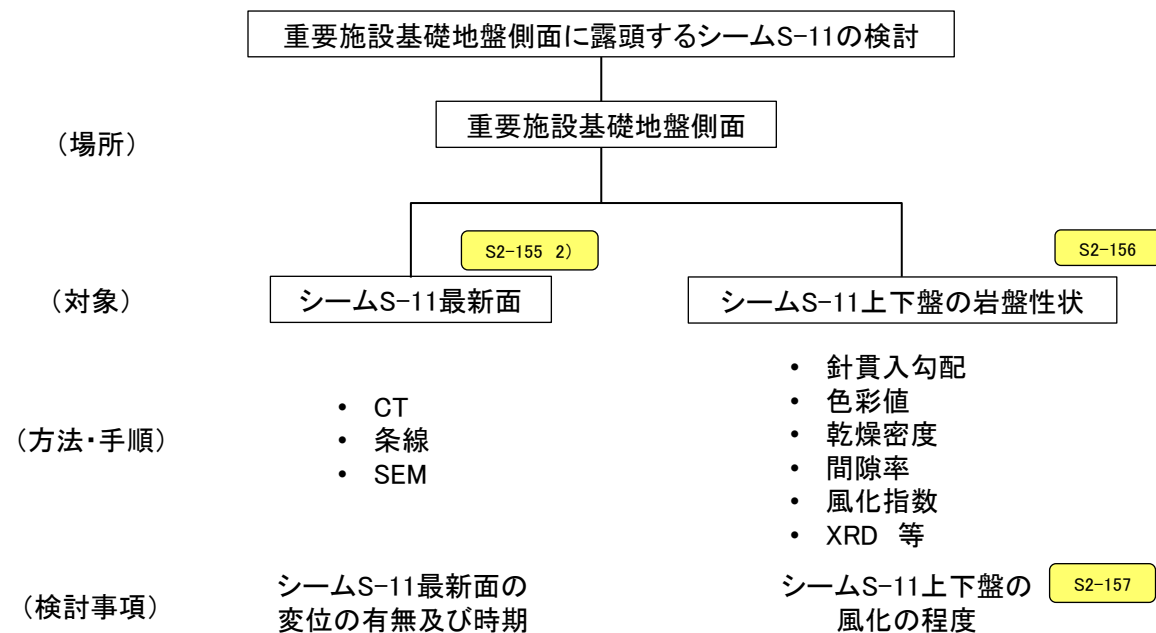 重要施設基礎地盤側面に露頭するシームS-11の検討
(場所)
重要施設基礎地盤側面
S2-155 2)
S2-156
(対象)
シームS-11最新面
シームS-11上下盤の岩盤性状
(方法・手順)
• CT
• 条線
• SEM
• 針貫入勾配
• 色彩値
• 乾燥密度
• 間隙率
• 風化指数
• XRD 等
(検討事項)
シームS-11最新面の
変位の有無及び時期
シームS-11上下盤の
風化の程度
S2-157